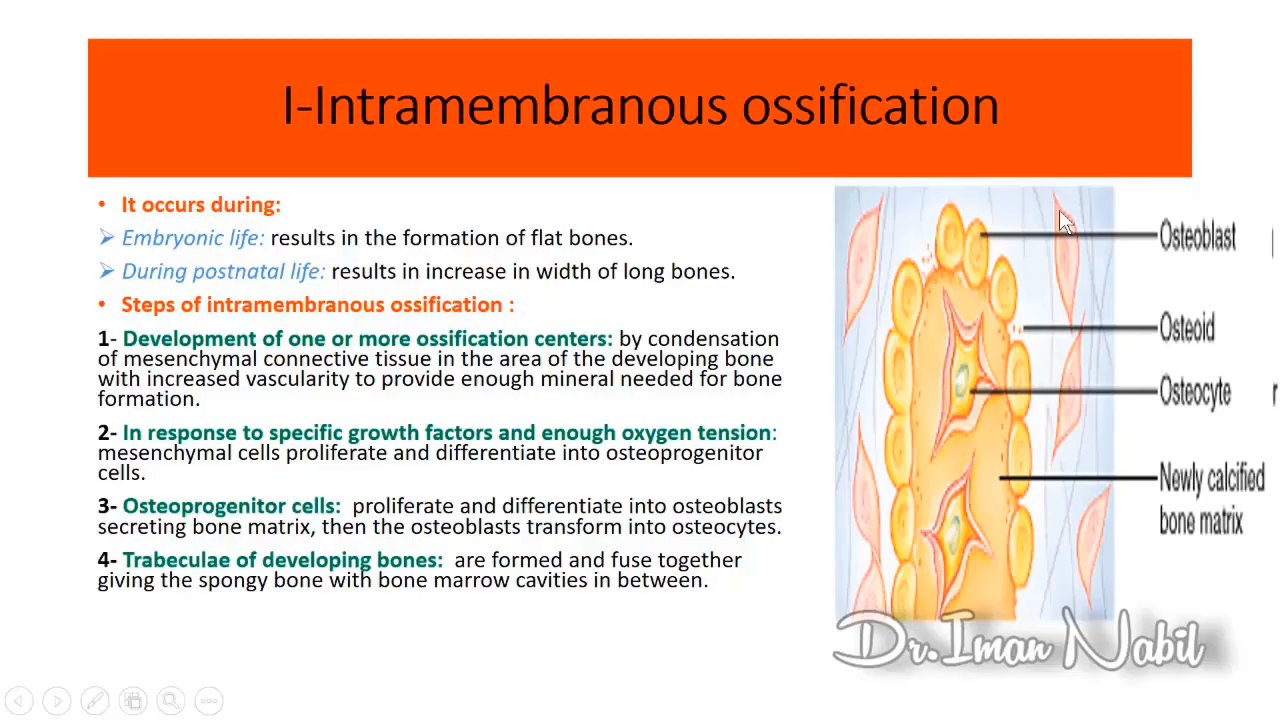 I-Intramembranous ossification
• It occurs during:
➢ Embryonic life: results in the formation of flat bones.
➢ During postnatal life: results in increase in width of long bones.
• Steps of intramembranous ossification :
1- Development of one or more ossification centers: by condensation
of mesenchymal connective tissue in the area of the developing bone
with increased vascularity to provide enough mineral needed for bone
formation.
2- In response to specific growth factors and enough oxygen tension:
mesenchymal cells proliferate and differentiate into osteoprogenitor
cells.
3- Osteoprogenitor cells: proliferate and differentiate into osteoblasts
secreting bone matrix, then the osteoblasts transform into osteocytes.
4- Trabeculae of developing bones: are formed and fuse together
giving the spongy bone with bone marrow cavities in between.
Osteoblast
Osteoid
Osteocyte
Newly calcified
bone matrix
Dr.Iman Nabil